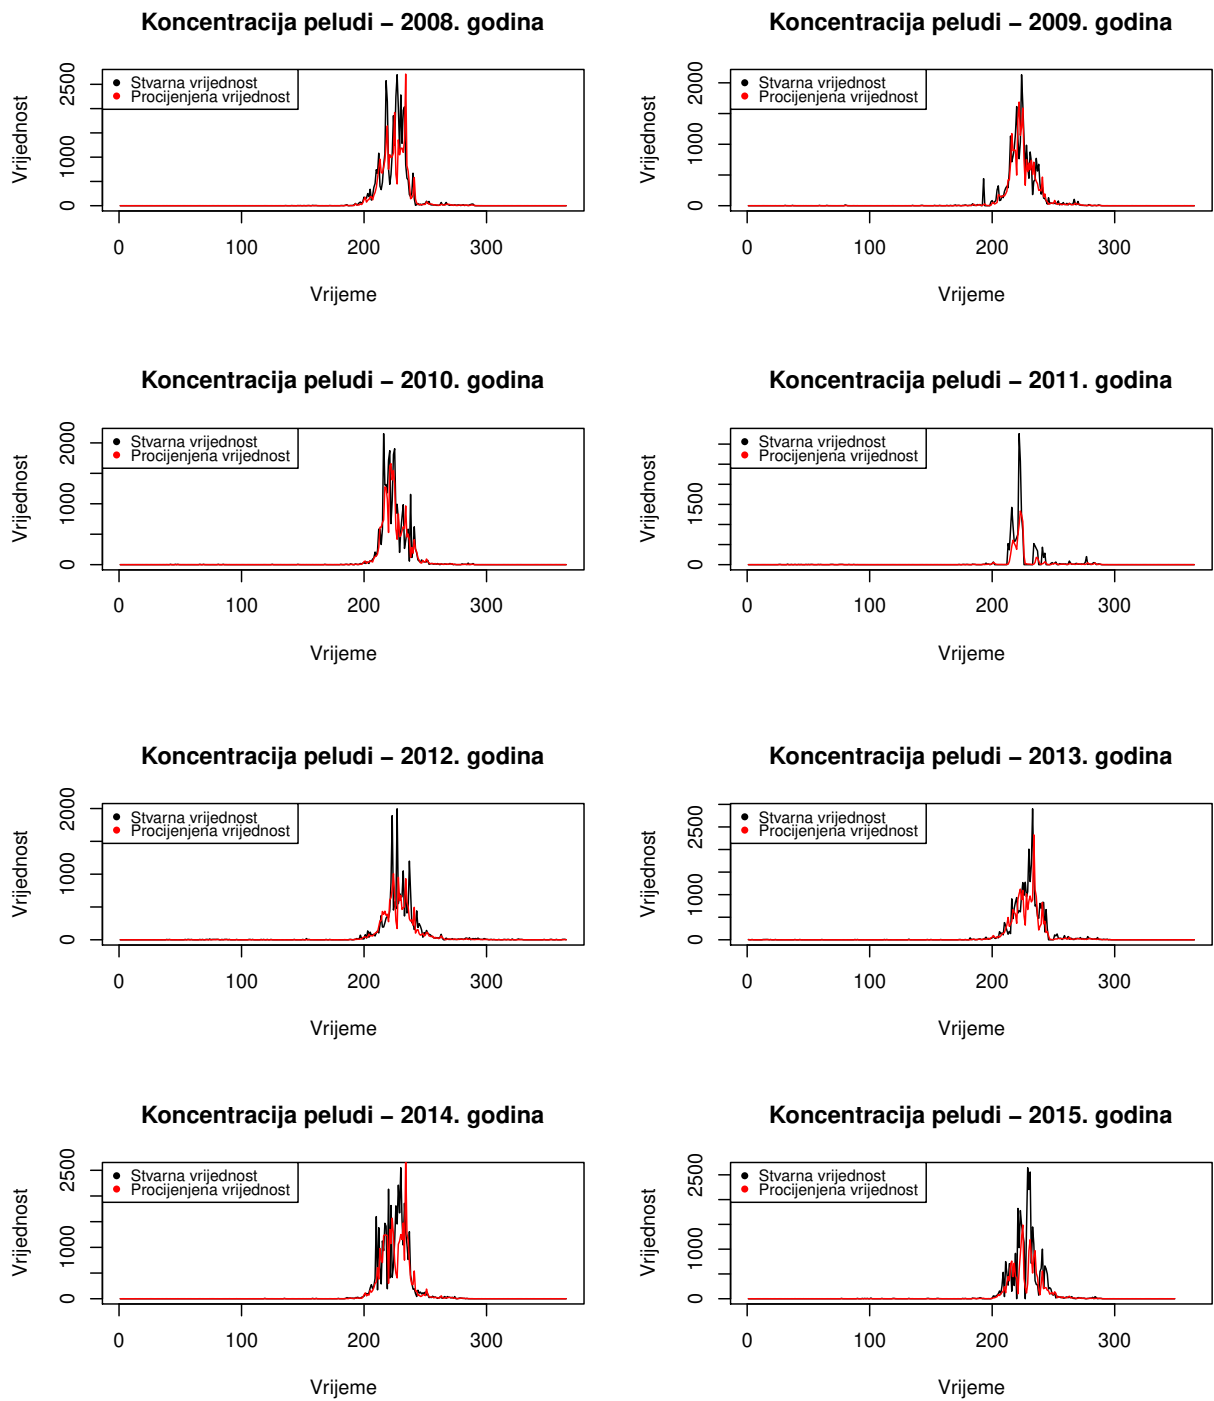 Koncentracija peludi – 2008. godina
Stvarna vrijednost
Procijenjena vrijednost
Vrijednost
2500
1000
0
0 100 200 300
Vrijeme
Koncentracija peludi – 2009. godina
Stvarna vrijednost
Procijenjena vrijednost
Vrijednost
2000
1000
0
0 100 200 300
Vrijeme
Koncentracija peludi – 2010. godina
Stvarna vrijednost
Procijenjena vrijednost
Vrijednost
2000
1000
0
0 100 200 300
Vrijeme
Koncentracija peludi – 2011. godina
Stvarna vrijednost
Procijenjena vrijednost
Vrijednost
1500
0
0 100 200 300
Vrijeme
Koncentracija peludi – 2012. godina
Stvarna vrijednost
Procijenjena vrijednost
Vrijednost
2000
1000
0
0 100 200 300
Vrijeme
Koncentracija peludi – 2013. godina
Stvarna vrijednost
Procijenjena vrijednost
Vrijednost
2500
1000
0
0 100 200 300
Vrijeme
Koncentracija peludi – 2014. godina
Stvarna vrijednost
Procijenjena vrijednost
Vrijednost
2500
1000
0
0 100 200 300
Vrijeme
Koncentracija peludi – 2015. godina
Stvarna vrijednost
Procijenjena vrijednost
Vrijednost
2500
1000
0
0 100 200 300
Vrijeme